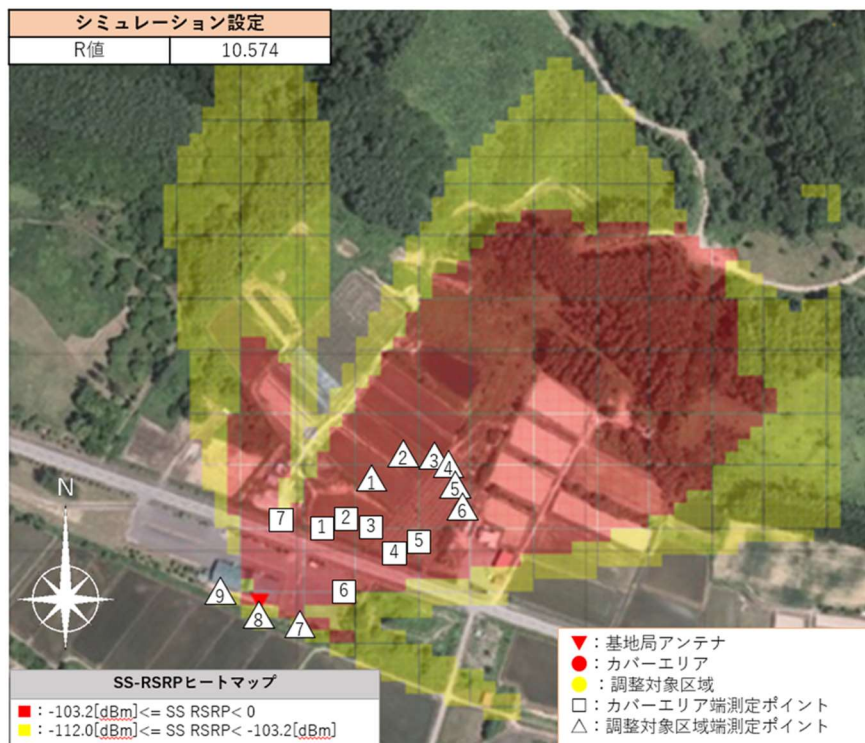 シミュレーション設定
R値 10.574
2 3
4
1
5
6
7 1 2 3
4 5
N
9 6
8 7
SS-RSRPヒートマップ
■:-103.2[dBm]<= SS RSRP< 0
■:-112.0[dBm]<= SS RSRP< -103.2[dBm]
▼:基地局アンテナ
●:カバーエリア
●:調整対象区域
□:カバーエリア端測定ポイント
△:調整対象区域端測定ポイント